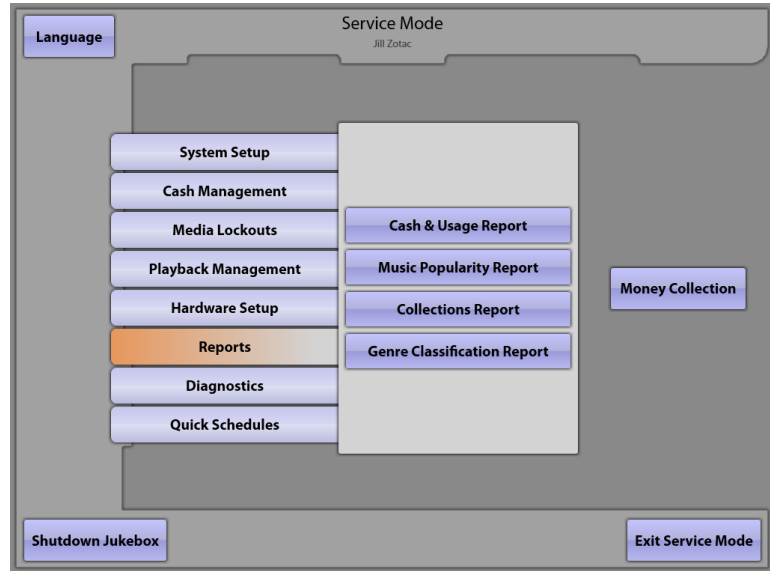 Language
Service Mode
Jill Zotac
System Setup
Cash Management
Media Lockouts
Playback Management
Hardware Setup
Reports
Diagnostics
Quick Schedules
Cash & Usage Report
Music Popularity Report
Collections Report
Genre Classification Report
Money Collection
Shutdown Jukebox
Exit Service Mode